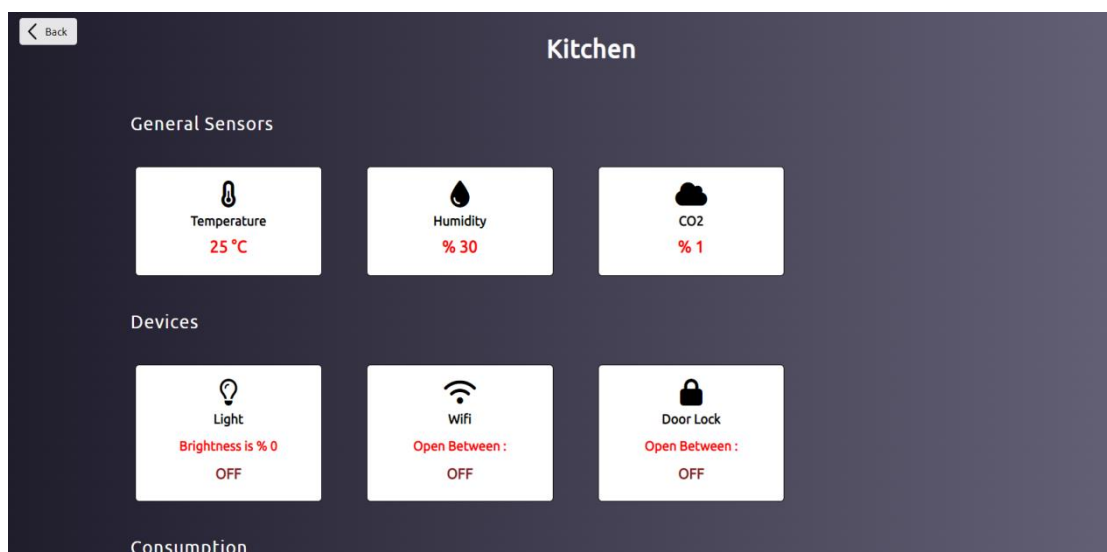 Back
Kitchen
General Sensors
Temperature
25 °C
Humidity
% 30
CO2
% 1
Devices
Light
Brightness is % 0
OFF
Wifi
Open Between :
OFF
Door Lock
Open Between :
OFF
Consumption